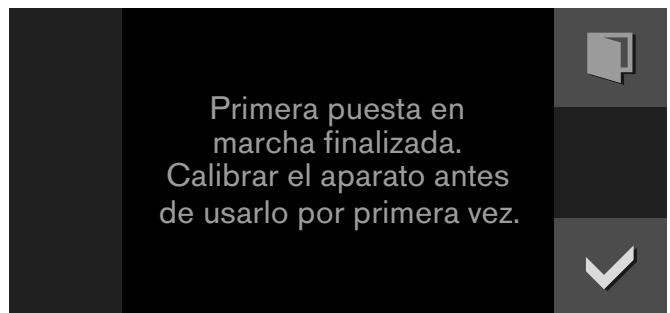 Primera puesta en
marcha finalizada.
Calibrar el aparato antes
de usarlo por primera vez.